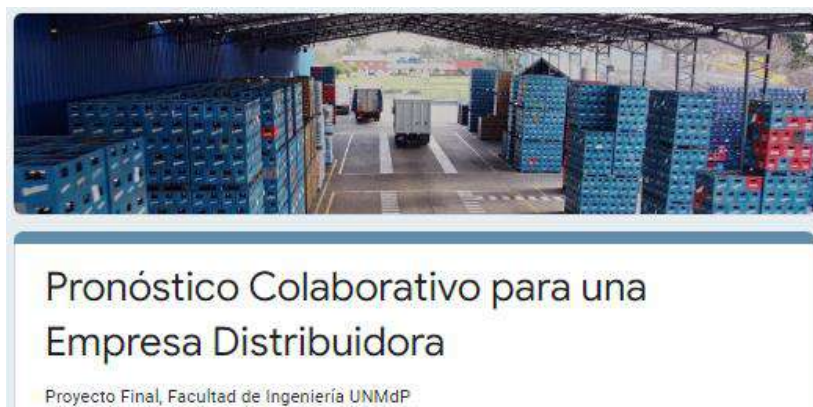 Pronóstico Colaborativo para una
Empresa Distribuidora
Proyecto Final, Facultad de Ingeniería UNMdP